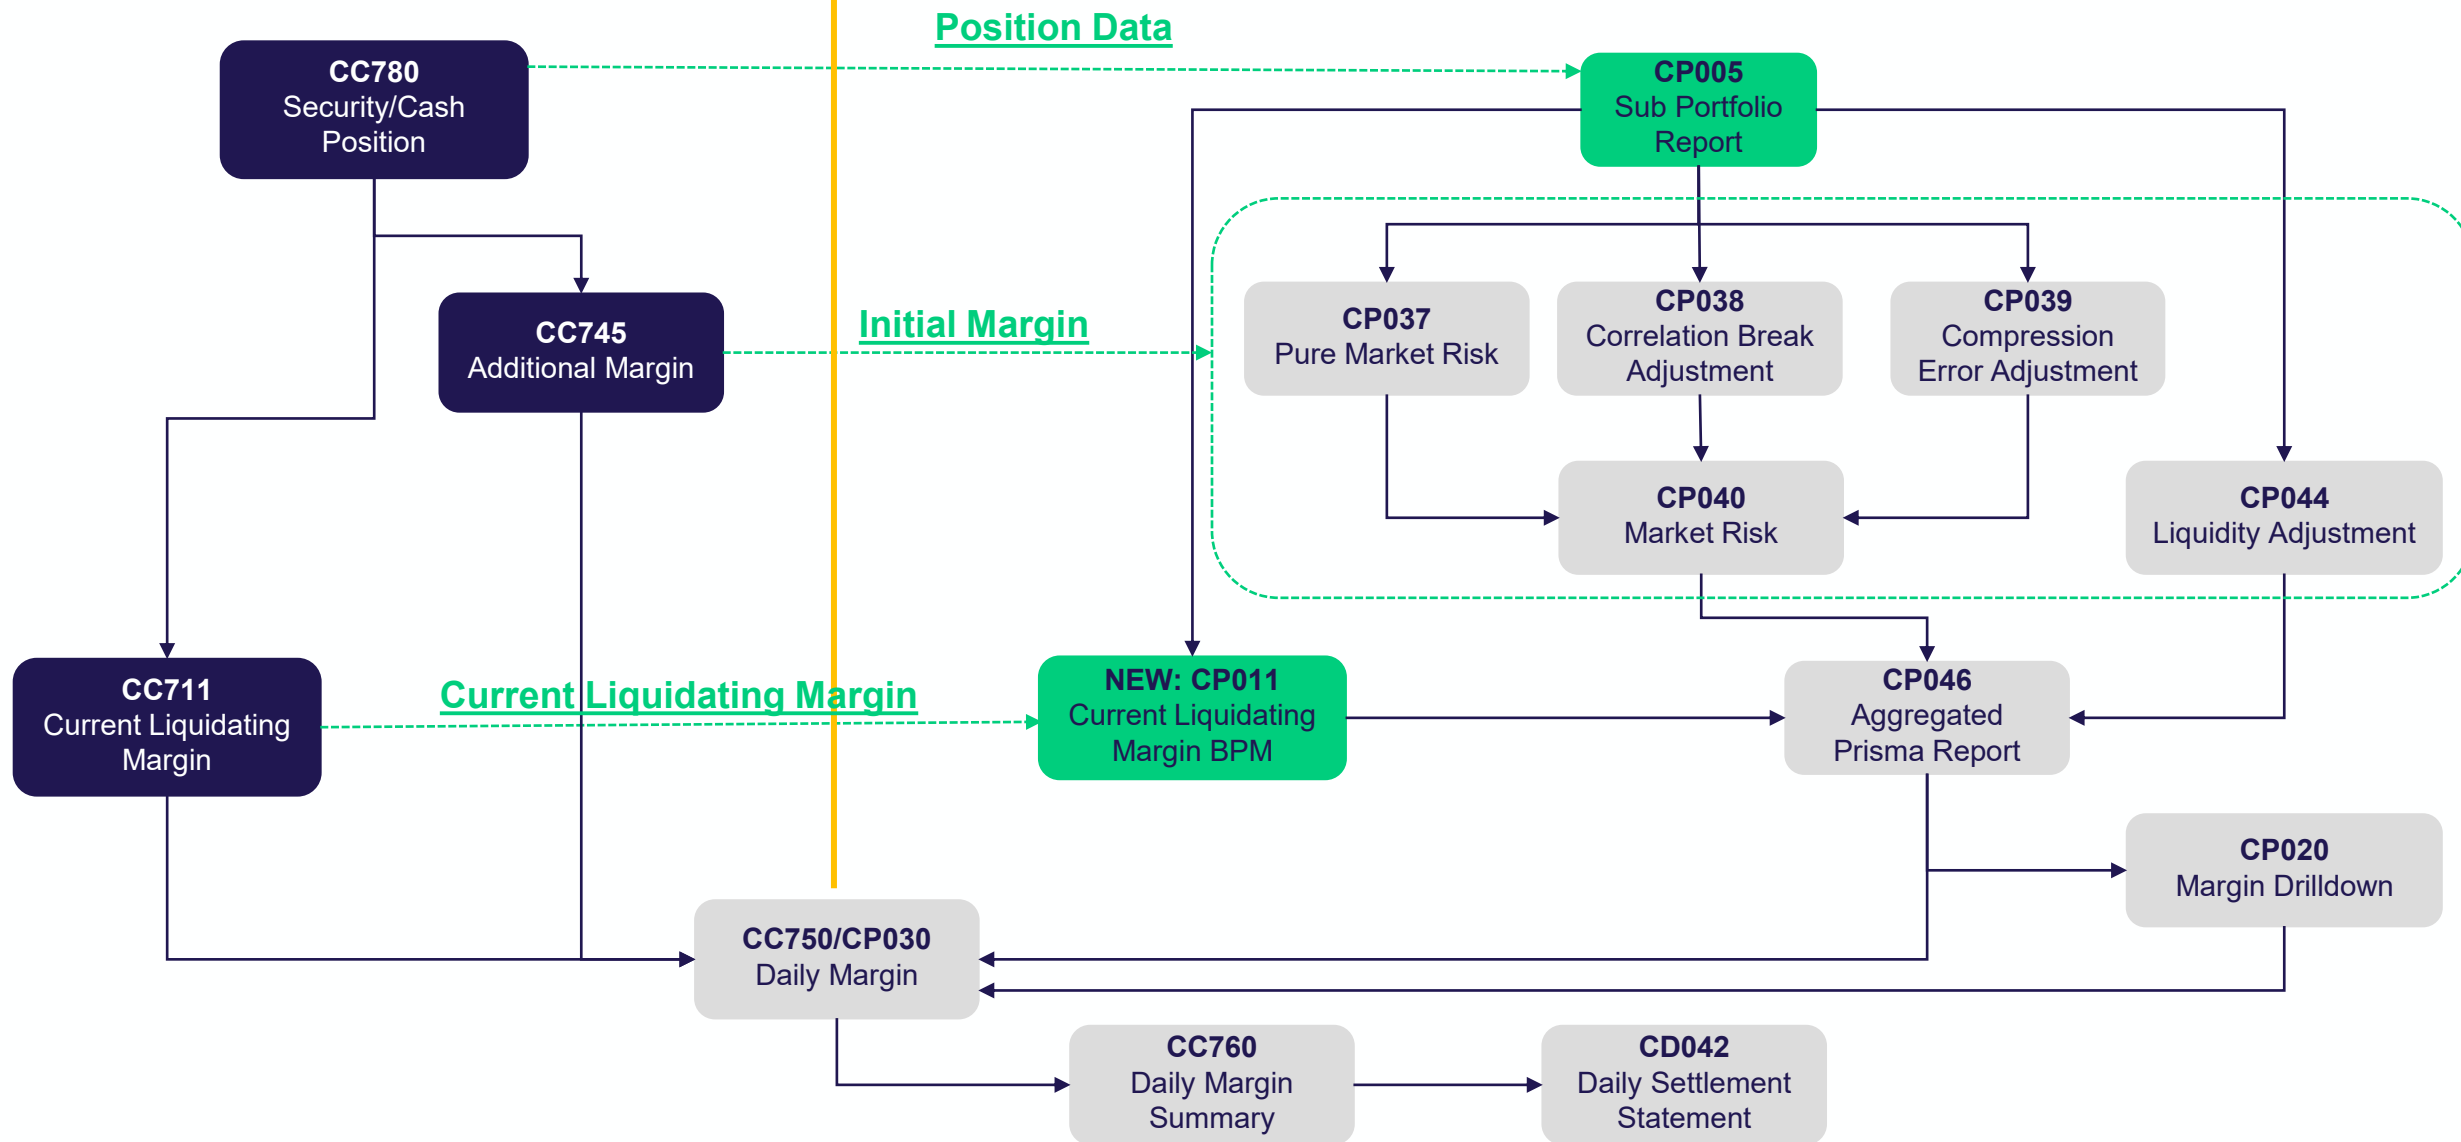 Position Data
CC780
Security/Cash
Position
CP005
Sub Portfolio
Report
CC745
Additional Margin
Initial Margin
CP037
Pure Market Risk
CP038
Correlation Break
Adjustment
CP039
Compression
Error Adjustment
CP040
Market Risk
CP044
Liquidity Adjustment
CC711
Current Liquidating
Margin
Current Liquidating Margin
NEW: CP011
Current Liquidating
Margin BPM
CP046
Aggregated
Prisma Report
CP020
Margin Drilldown
CC750/CP030
Daily Margin
CC760
Daily Margin
Summary
CD042
Daily Settlement
Statement